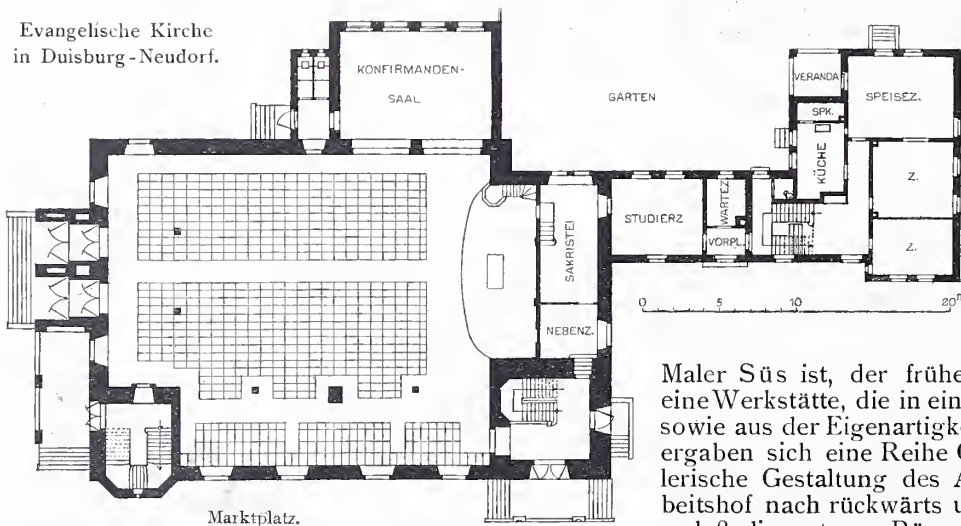 Evangelische Kirche
in Duisburg-Neudorf.
KONFIRMANDEN-
SAAL
GARTEN
VERANDA
SPEISEZ.
SPK.
KÜCHE
Z.
Z.
STUDIERZ
WARTEZ.
VORPL.
SAKRISTEI
NEBENZ.
0 5 10 20
Marktplatz.
Maler Süs ist, der frühe
eine Werkstätte, die in ein
sowie aus der Eigenartigk
ergaben sich eine Reihe
lerische Gestaltung des A
beitshof nach rückwärts u